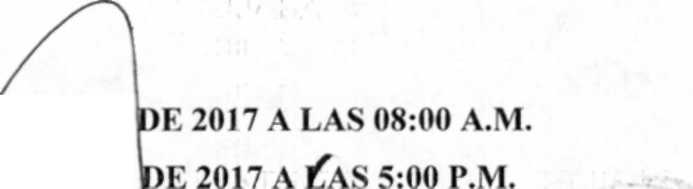 DE 2017 A LAS 08:00 A.M.
DE 2017 A LAS 5:00 P.M.